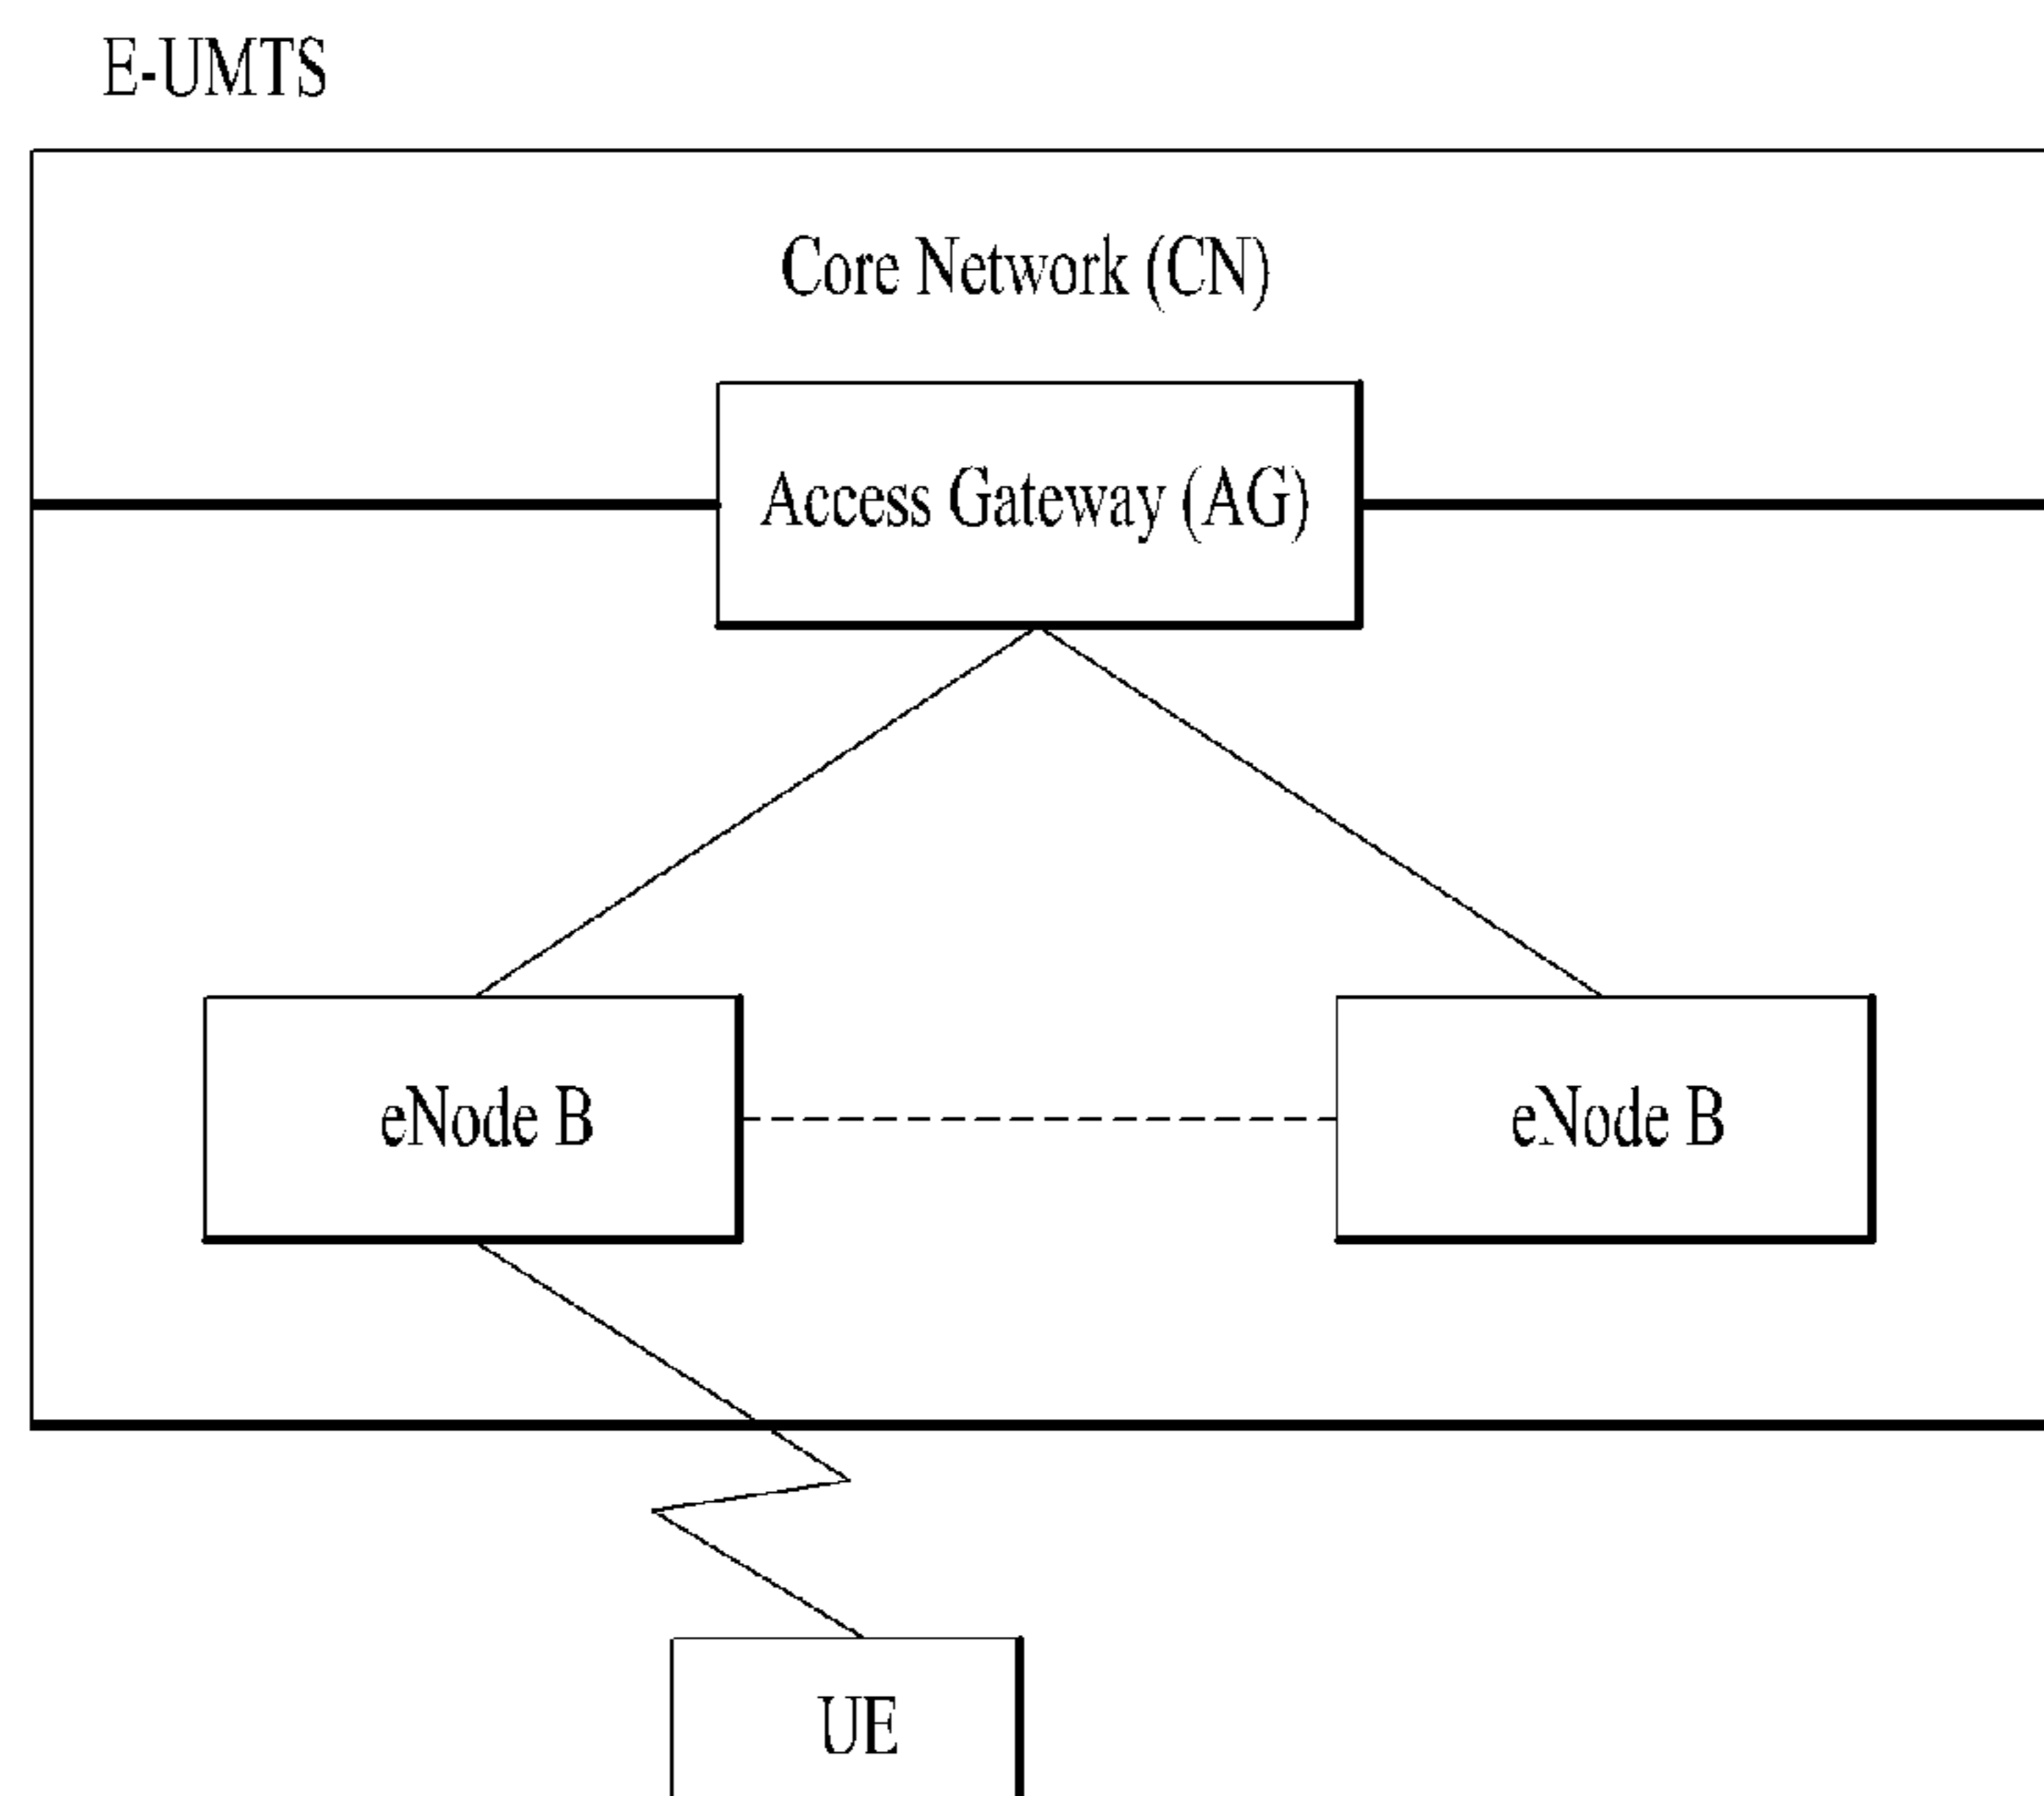 E-UMTS
Core Network (CN)
Access Gateway (AG)
eNode B
eNode B
UE